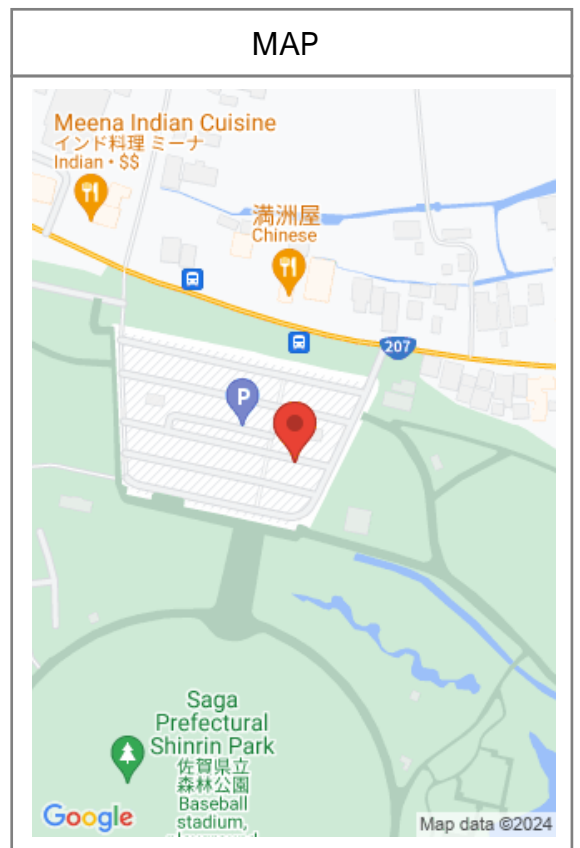 MAP
Meena Indian Cuisine
インド料理 ミーナ
Indian • $$
満洲屋
Chinese
207
P
Saga
Prefectural
Shinrin Park
佐賀県立
森林公園
Baseball
stadium,
Google
Map data ©2024